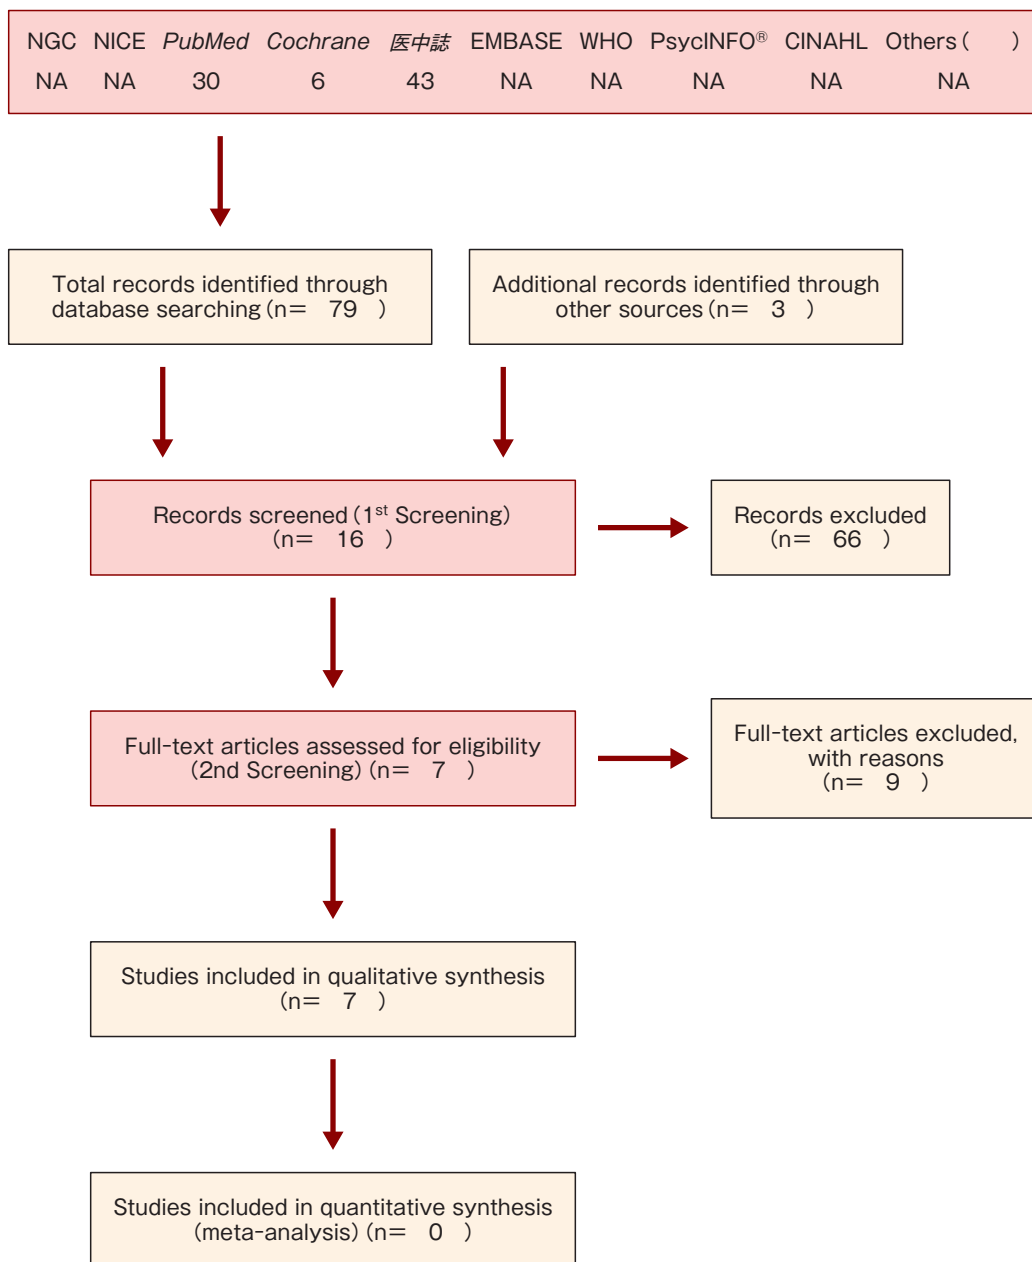 NGC NICE PubMed Cochrane 医中誌 EMBASE WHO PsycINFO® CINAHL Others (　　)
NA NA 30 6 43 NA NA NA NA NA
Total records identified through
database searching (n= 79 )
Additional records identified through
other sources (n= 3 )
Records screened (1st Screening)
(n= 16 )
Records excluded
(n= 66 )
Full-text articles assessed for eligibility
(2nd Screening) (n= 7 )
Full-text articles excluded,
with reasons
(n= 9 )
Studies included in qualitative synthesis
(n= 7 )
Studies included in quantitative synthesis
(meta-analysis) (n= 0 )